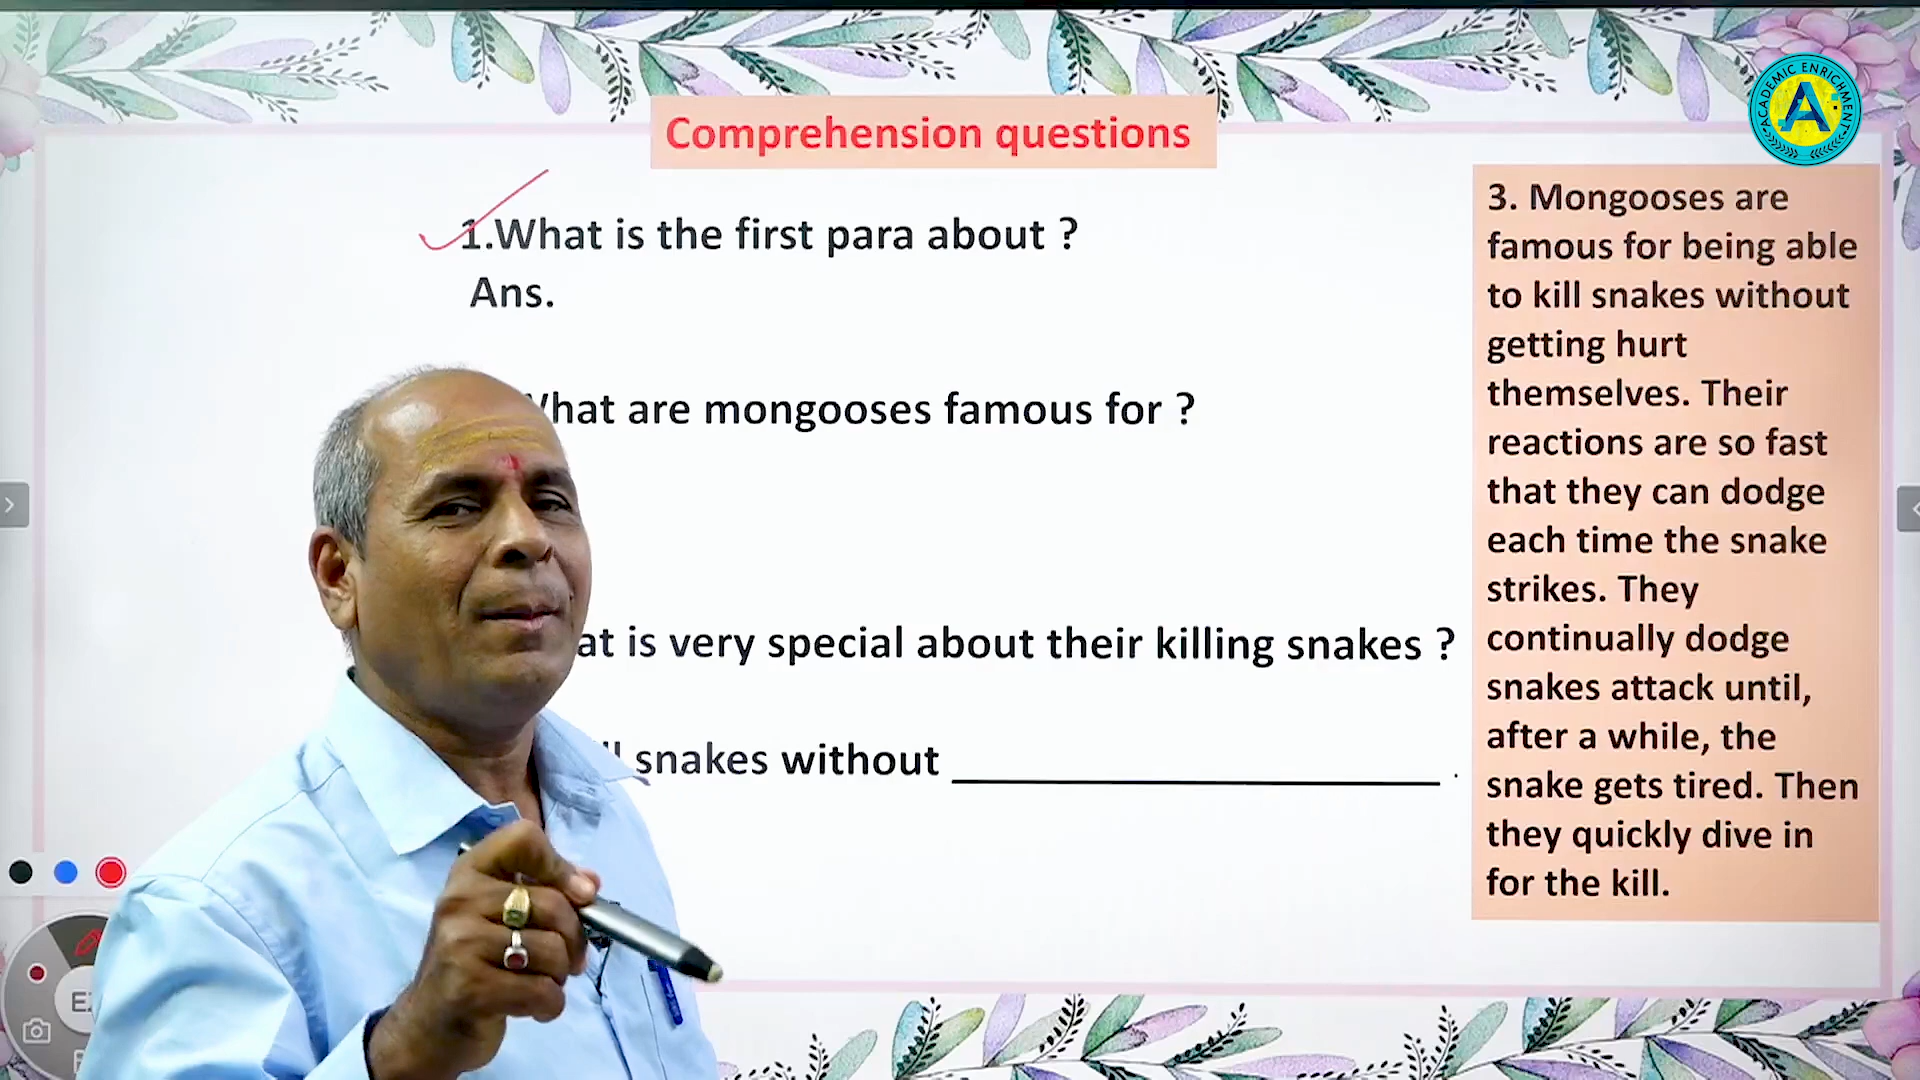 ACADEMIC ENRICHMENT
A
Comprehension questions
1.What is the first para about ?
Ans.
What are mongooses famous for ?
is very special about their killing snakes ?
snakes without
3. Mongooses are
famous for being able
to kill snakes without
getting hurt
themselves. Their
reactions are so fast
that they can dodge
each time the snake
strikes. They
continually dodge
snakes attack until,
after a while, the
snake gets tired. Then
they quickly dive in
for the kill.